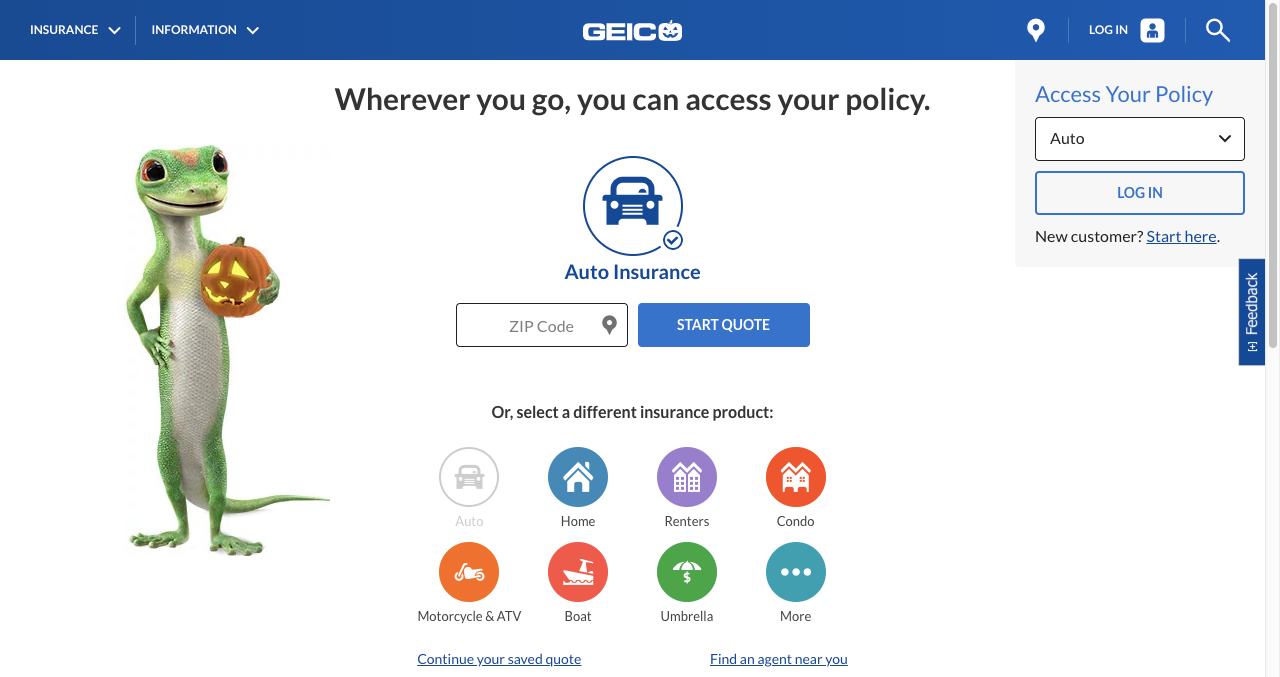 INSURANCE
INFORMATION
GEICO
LOG IN
Wherever you go, you can access your policy.
Access Your Policy
Auto
LOG IN
New customer? Start here.
[+] Feedback
Auto Insurance
ZIP Code
START QUOTE
Or, select a different insurance product:
Auto
Home
Renters
Condo
Motorcycle & ATV
Boat
Umbrella
More
Continue your saved quote
Find an agent near you